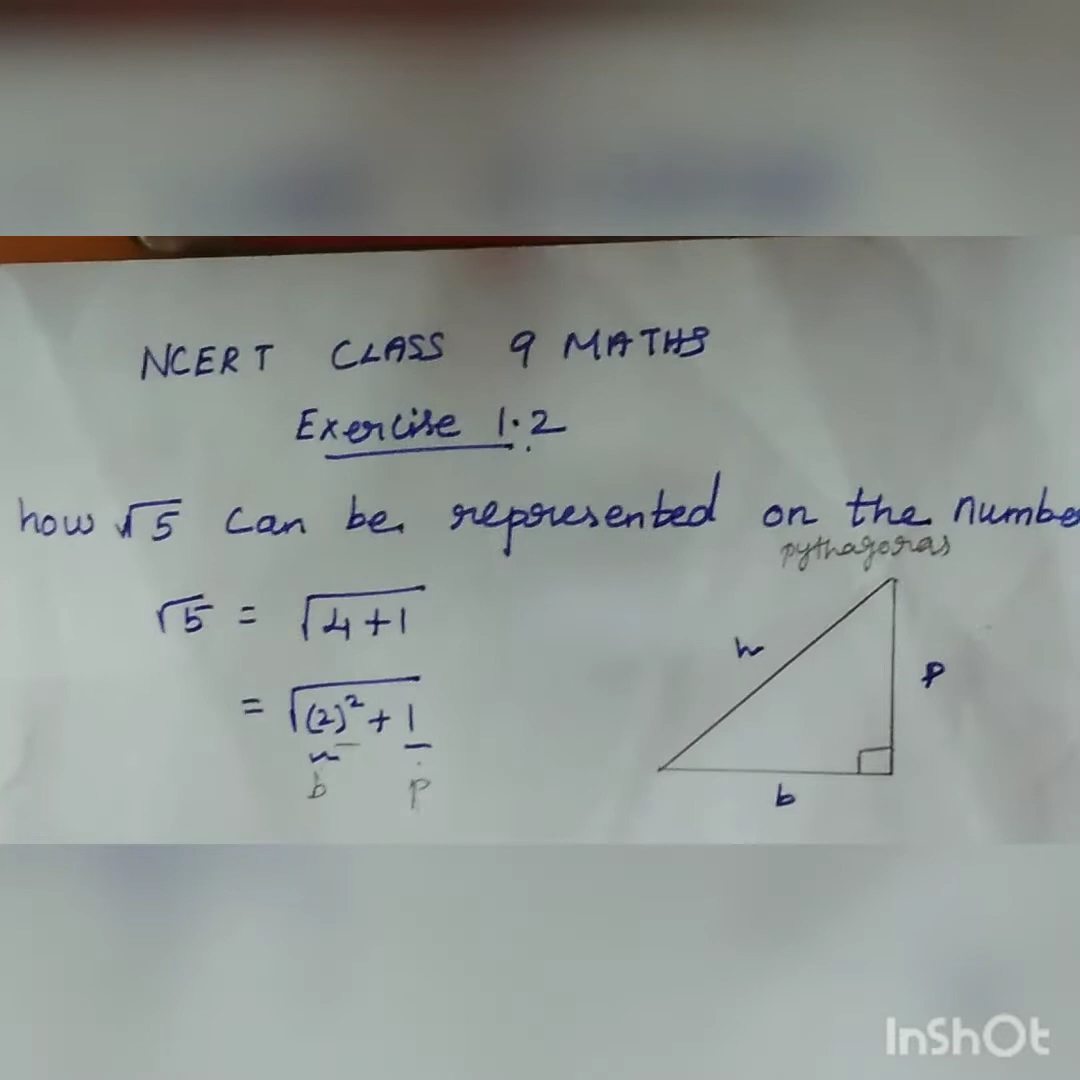 NCERT CLASS 9 MATHS
Exercise 1.2
how √5 can be represented on the numbe
pythagoras
√5 = √4+1
h
p
= √(2)² + 1
b p
b
InShOt